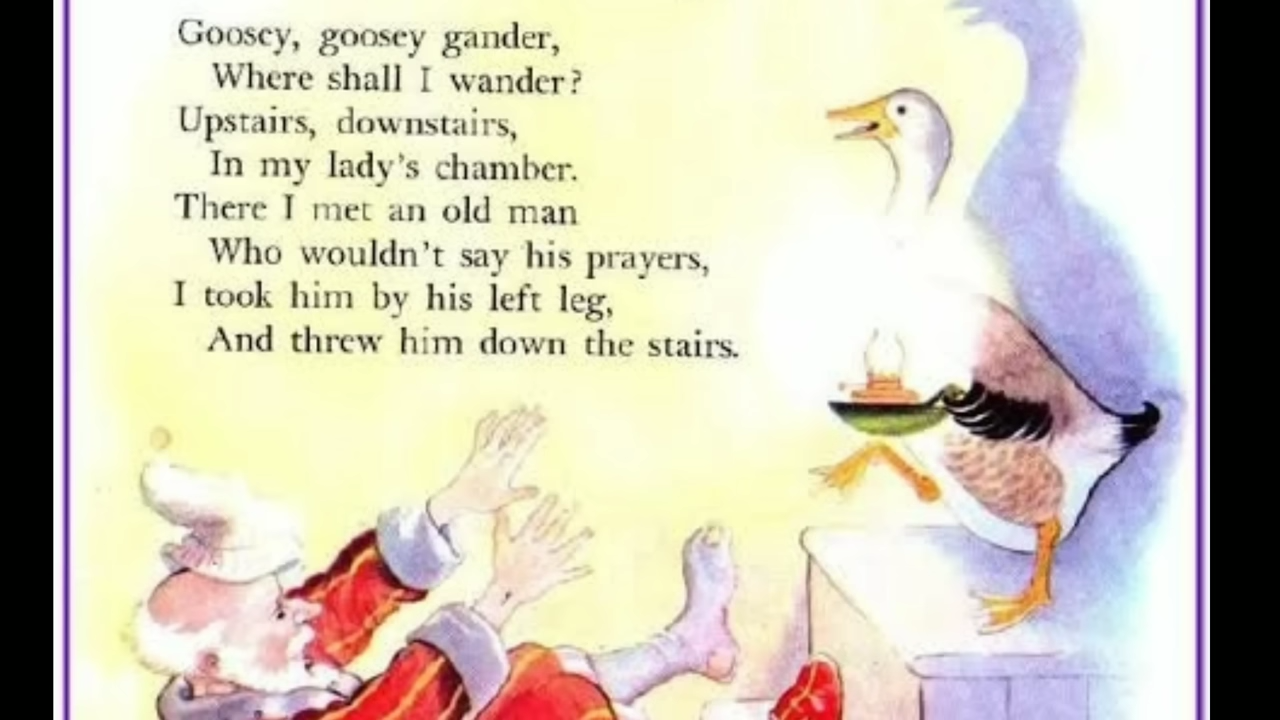 Goosey, goosey gander,
Where shall I wander?
Upstairs, downstairs,
In my lady's chamber.
There I met an old man
Who wouldn't say his prayers,
I took him by his left leg,
And threw him down the stairs.